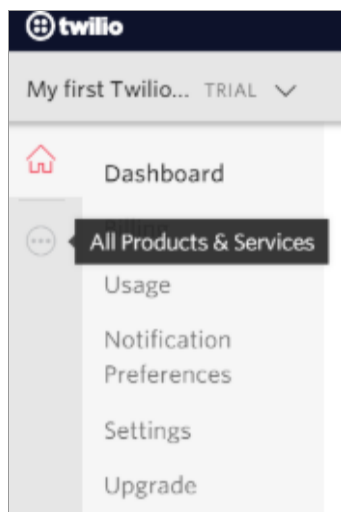 twilio
My first Twilio... TRIAL
Dashboard
All Products & Services
Usage
Notification
Preferences
Settings
Upgrade